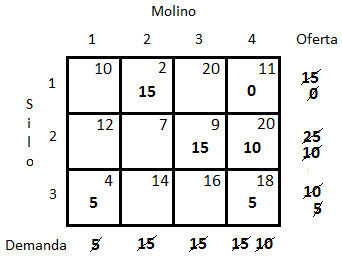 Molino
1 2 3 4 Oferta
10 2 20 11 15
1 15 0 0
Silo
12 7 9 20 25
2 15 10 10
4 14 16 18 10
3 5 5 5
Demanda 5 15 15 15 10